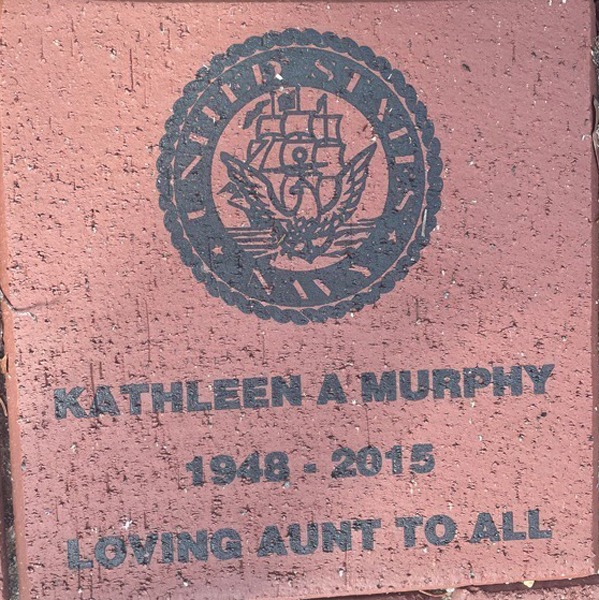 UNITED STATES
NAVY
KATHLEEN A MURPHY
1948 - 2015
LOVING AUNT TO ALL